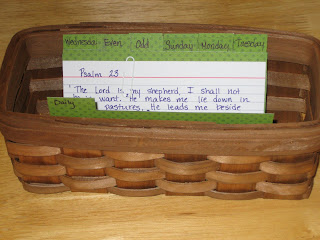 Wednesday Even Odd Sunday Monday Tuesday
Psalm 23
The Lord is my shepherd, I shall not
want. He makes me lie down in
Daily pastures, He leads me beside